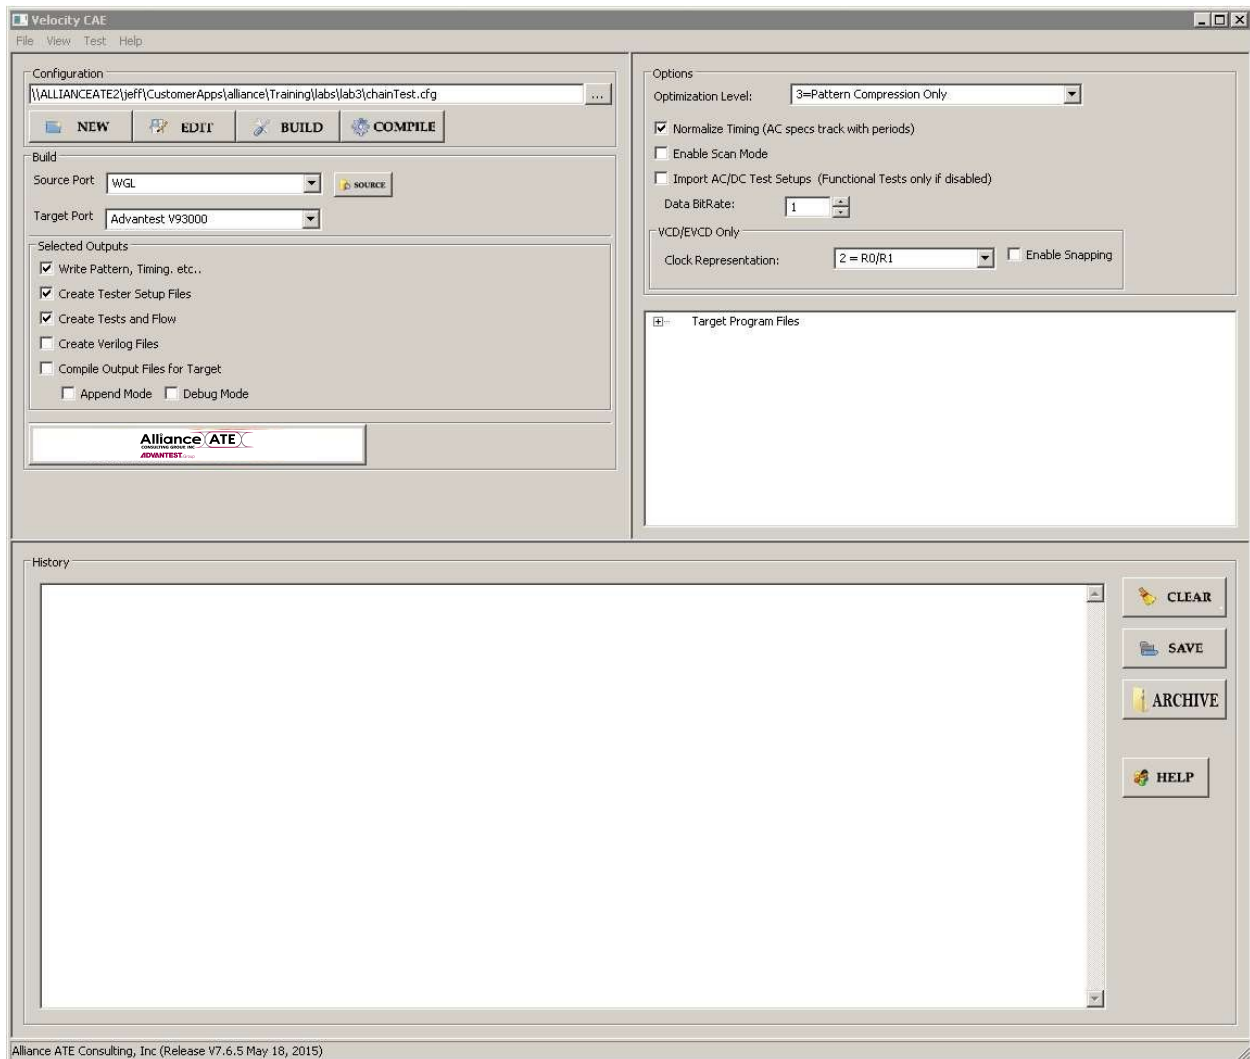 Velocity CAE
File View Test Help
Configuration
\\ALLIANCEATE2\jeff\CustomerApps\alliance\Training\labs\lab3\chainTest.cfg ...
NEW EDIT BUILD COMPILE
Build
Source Port WGL SOURCE
Target Port Advantest V93000
Selected Outputs
Write Pattern, Timing. etc..
Create Tester Setup Files
Create Tests and Flow
Create Verilog Files
Compile Output Files for Target
Append Mode Debug Mode
Alliance ATE
CONSULTING GROUP, INC
ADVANTEST Group
Options
Optimization Level: 3=Pattern Compression Only
Normalize Timing (AC specs track with periods)
Enable Scan Mode
Import AC/DC Test Setups (Functional Tests only if disabled)
Data BitRate: 1
VCD/EVCD Only
Clock Representation: 2 = R0/R1 Enable Snapping
Target Program Files
History
CLEAR
SAVE
ARCHIVE
HELP
Alliance ATE Consulting, Inc (Release V7.6.5 May 18, 2015)